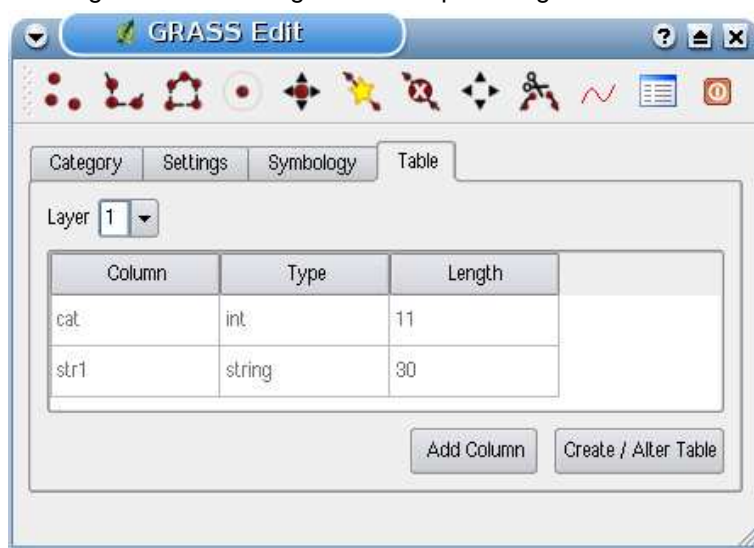 GRASS Edit
Category Settings Symbology Table
Layer 1
Column Type Length
cat int 11
str1 string 30
Add Column Create / Alter Table